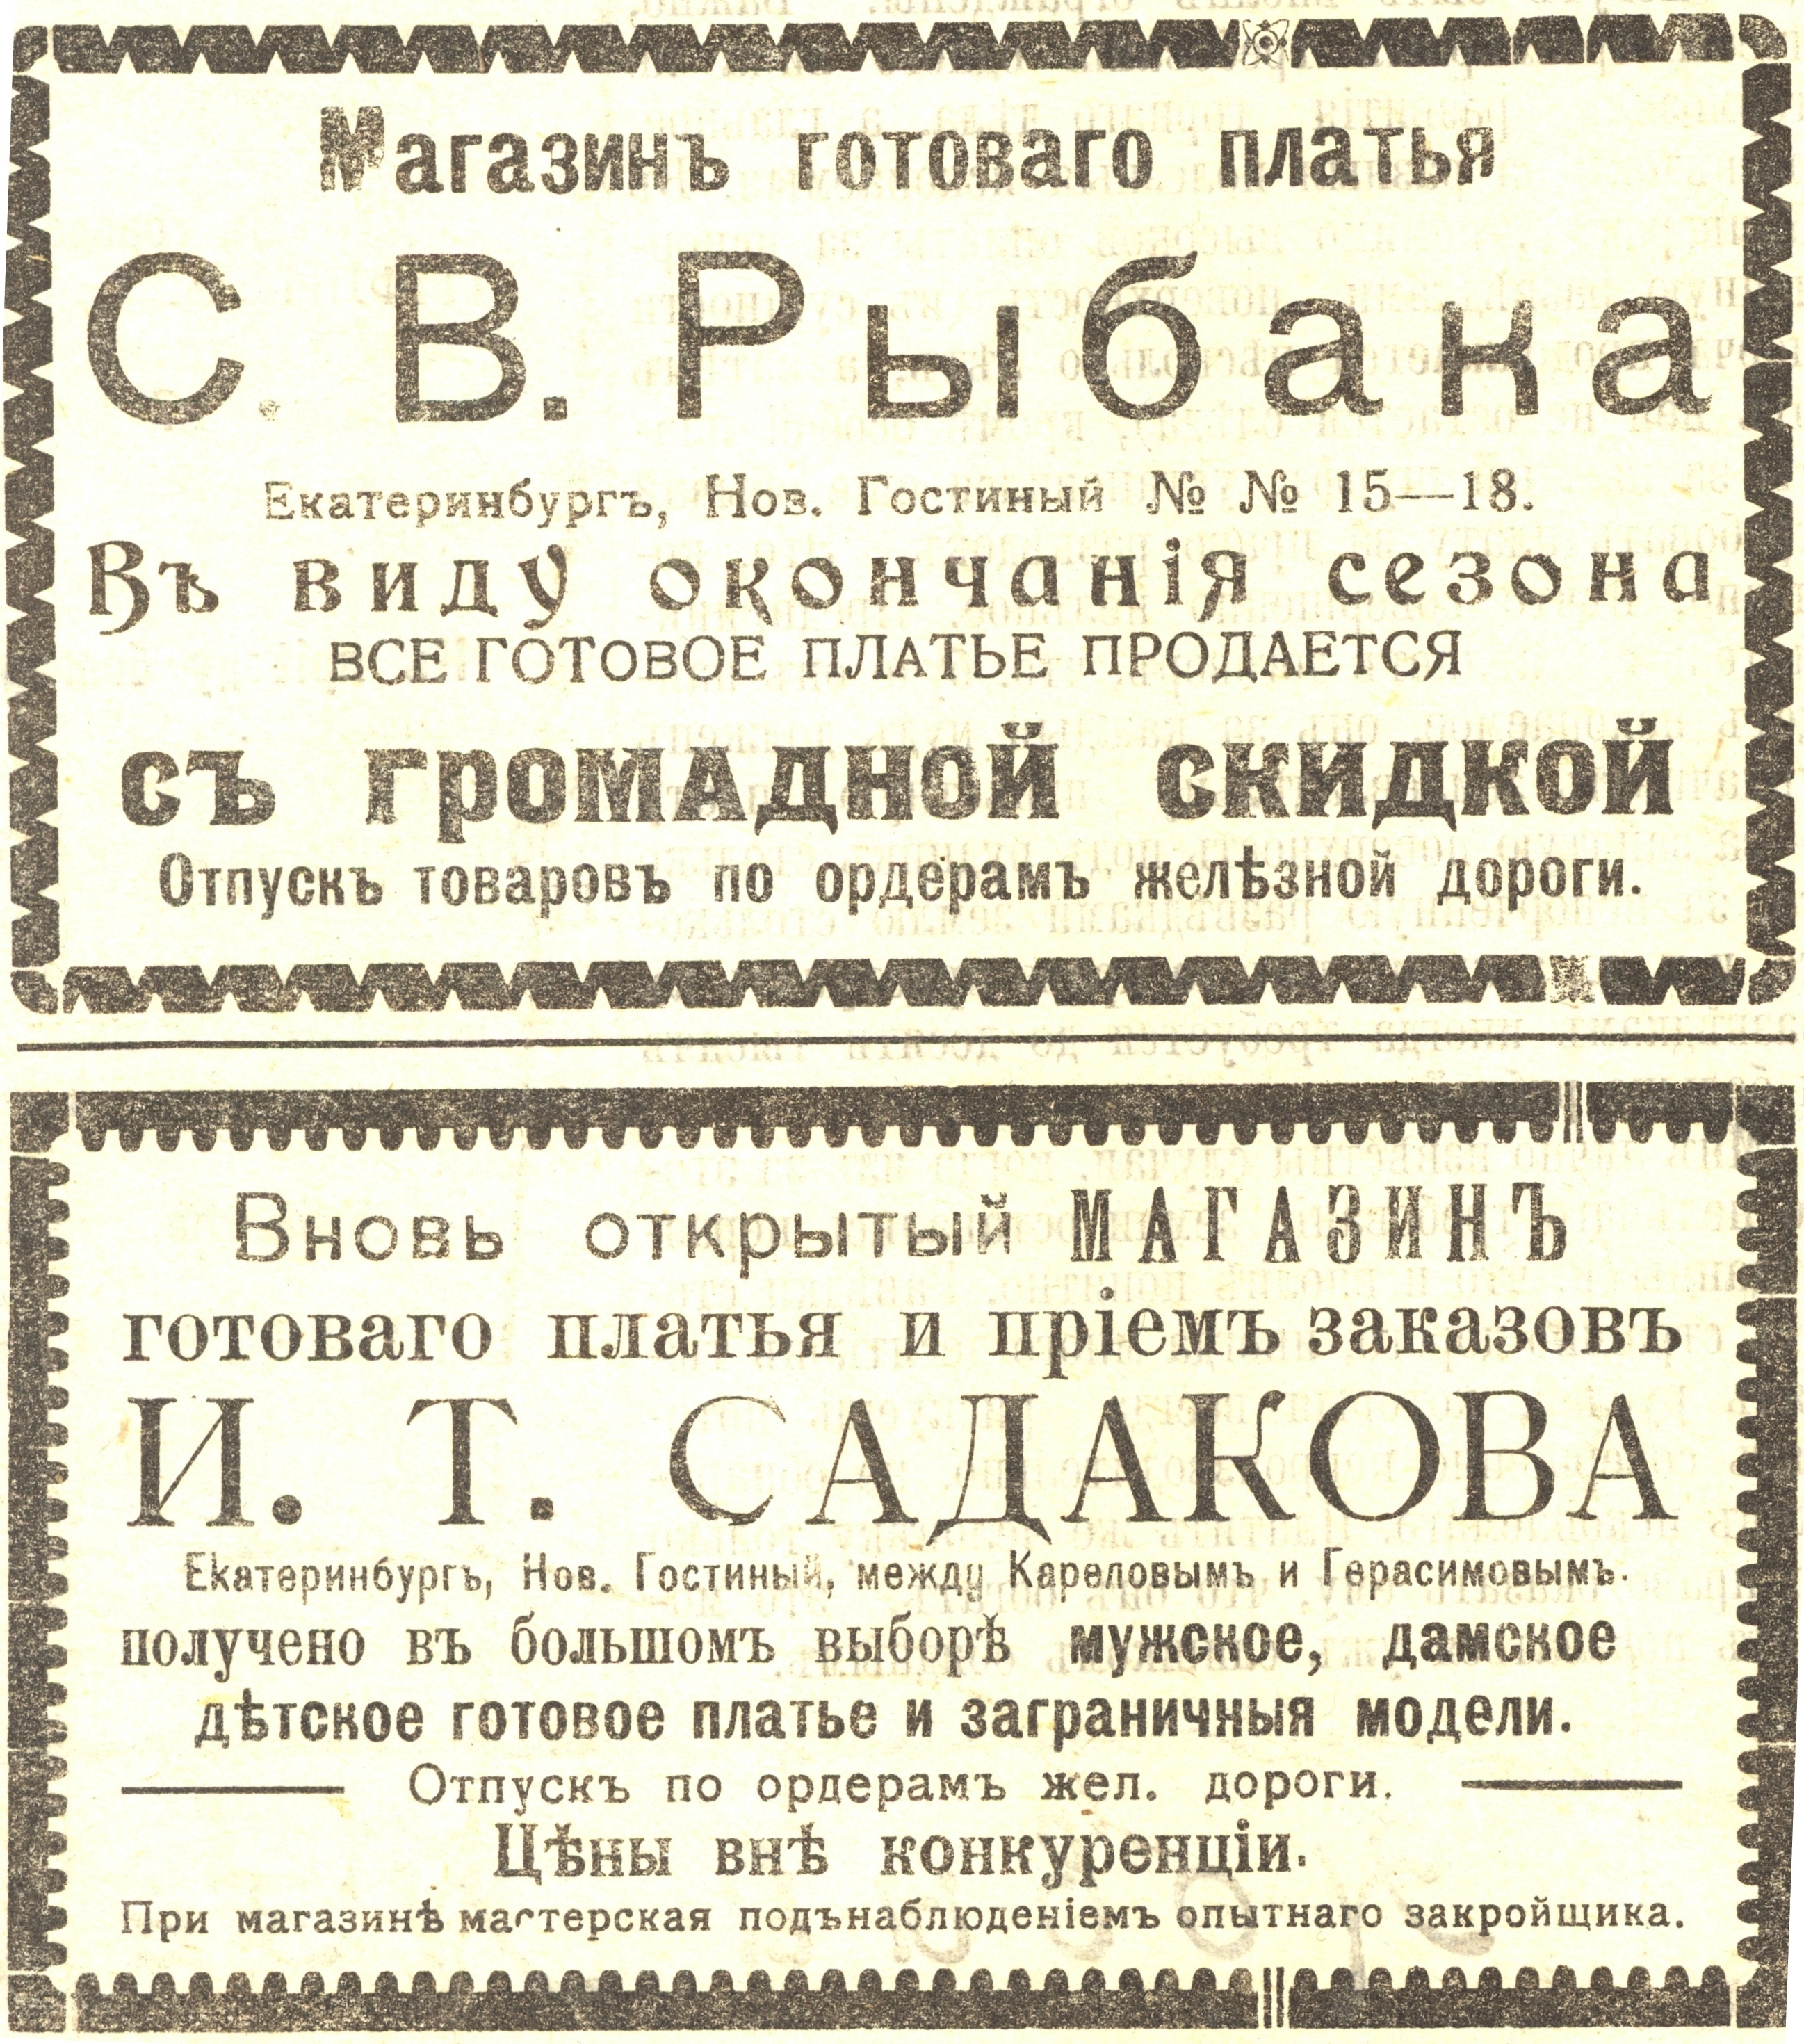 Магазинъ готоваго платья
С. В. Рыбака
Екатеринбургъ, Нов. Гостиный № № 15—18.
Въ виду окончанія сезона
ВСЕ ГОТОВОЕ ПЛАТЬЕ ПРОДАЕТСЯ
съ громадной скидкой
Отпускъ товаровъ по ордерамъ желѣзной дороги.
Вновь открытый МАГАЗИНЪ
готоваго платья и пріемъ заказовъ
И. Т. САДАКОВА
Екатеринбургъ, Нов. Гостиный, между Кареловымъ и Герасимовымъ.
получено въ большомъ выборѣ мужское, дамское
дѣтское готовое платье и заграничныя модели.
Отпускъ по ордерамъ жел. дороги.
Цѣны внѣ конкуренціи.
При магазинѣ мастерская подъ наблюденіемъ опытнаго закройщика.